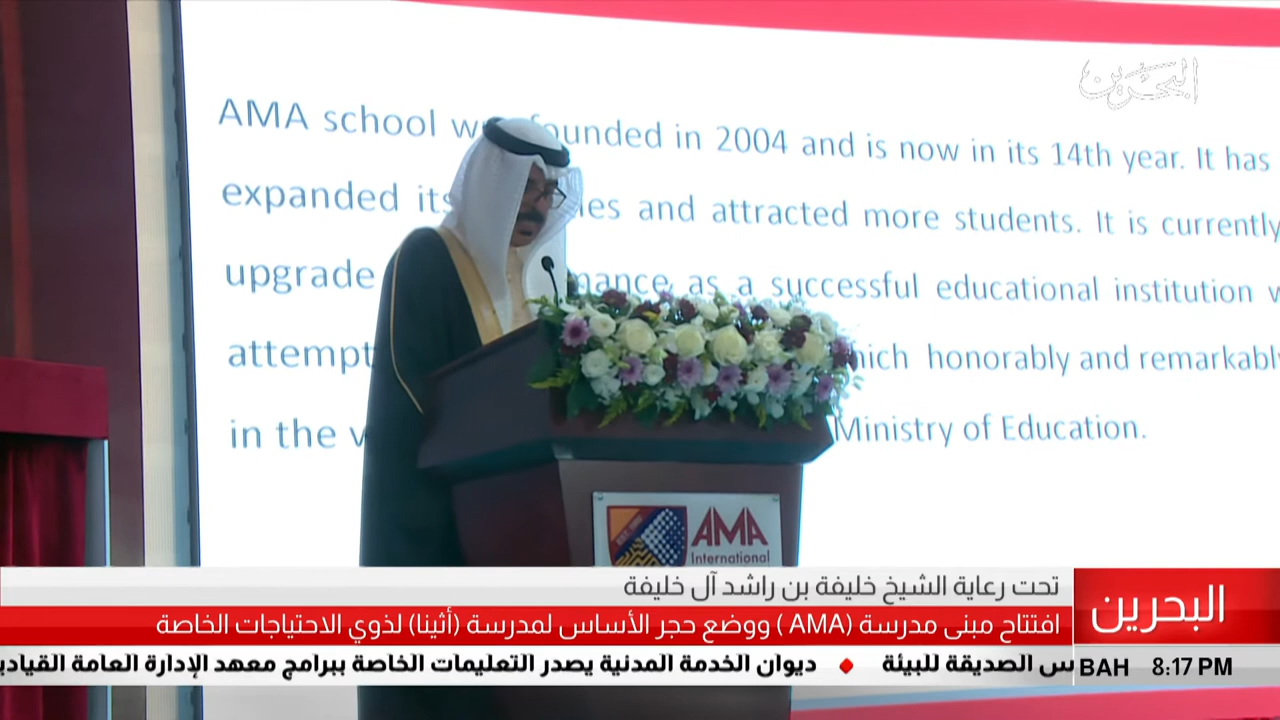 البحرين
AMA school founded in 2004 and is now in its 14th year. It has
expanded its and attracted more students. It is currently
upgrade as a successful educational institution
attempt honorably and remarkably
in the Ministry of Education.
AMA
International
تحت رعاية الشيخ خليفة بن راشد آل خليفة
افتتاح مبنى مدرسة (AMA ) ووضع حجر الأساس لمدرسة (أثينا) لذوي الاحتياجات الخاصة
البحرين
الصديقة للبيئة ♦ ديوان الخدمة المدنية يصدر التعليمات الخاصة ببرامج معهد الإدارة العامة
BAH 8:17 PM